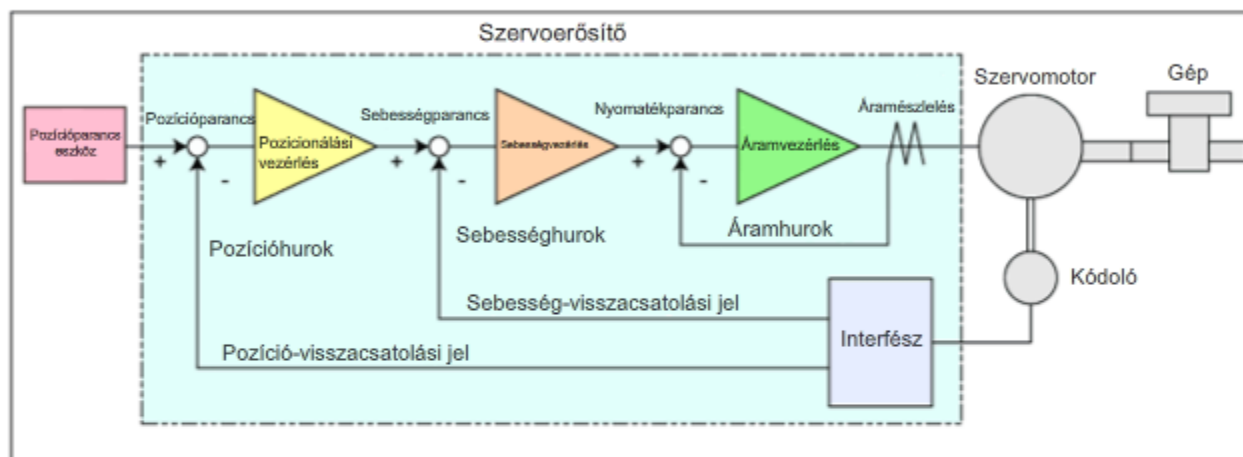 Szervoerősítő
Szervomotor
Gép
Pozícióparancs
eszköz
Pozícióparancs
Pozicionálási
vezérlés
Sebességparancs
Sebességvezérlés
Nyomatékparancs
Áramvezérlés
Áramészlelés
+
-
+
-
+
-
Pozícióhurok
Sebességhurok
Áramhurok
Kódoló
Sebesség-visszacsatolási jel
Interfész
Pozíció-visszacsatolási jel